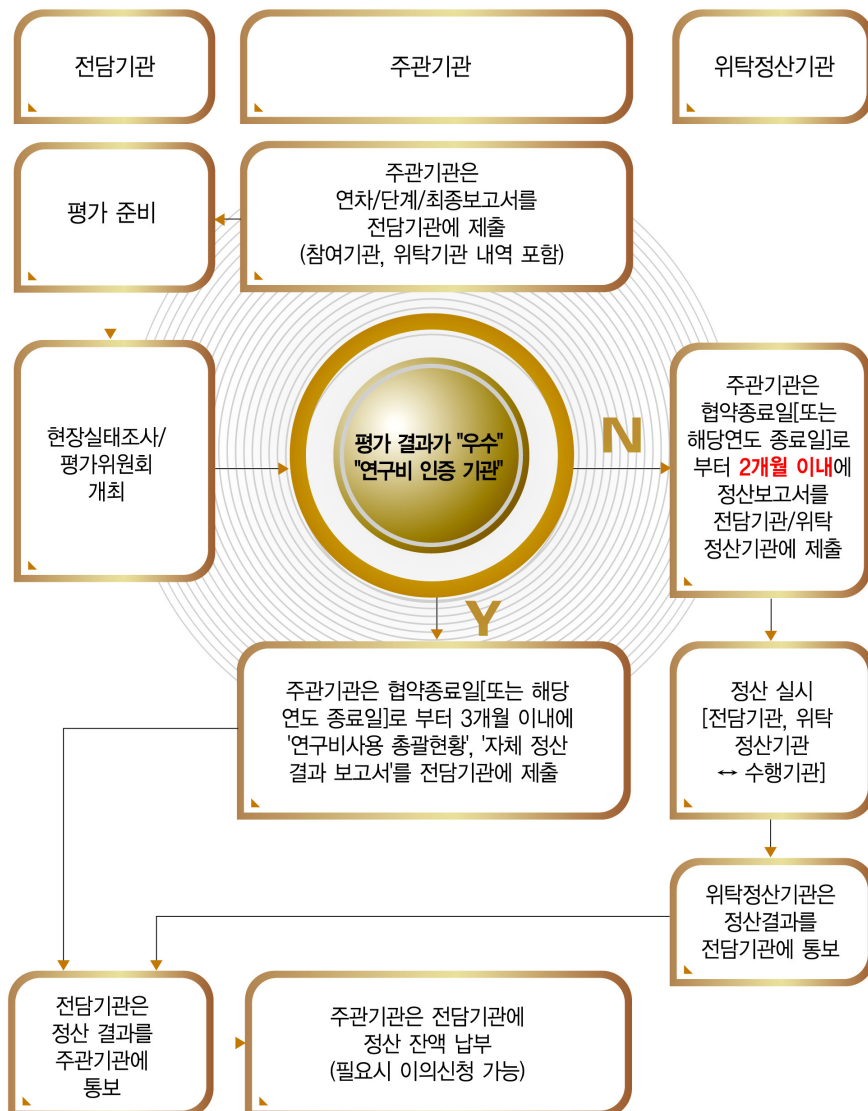 전담기관
주관기관
위탁정산기관
평가 준비
주관기관은
연차/단계/최종보고서를
전담기관에 제출
(참여기관, 위탁기관 내역 포함)
현장실태조사/
평가위원회
개최
평가 결과가 "우수"
"연구비 인증 기관"
N
주관기관은
협약종료일[또는
해당연도 종료일]로
부터 2개월 이내에
정산보고서를
전담기관/위탁
정산기관에 제출
Y
주관기관은 협약종료일[또는 해당
연도 종료일]로 부터 3개월 이내에
'연구비사용 총괄현황', '자체 정산
결과 보고서'를 전담기관에 제출
정산 실시
[전담기관, 위탁
정산기관
↔ 수행기관]
위탁정산기관은
정산결과를
전담기관에 통보
전담기관은
정산 결과를
주관기관에
통보
주관기관은 전담기관에
정산 잔액 납부
(필요시 이의신청 가능)